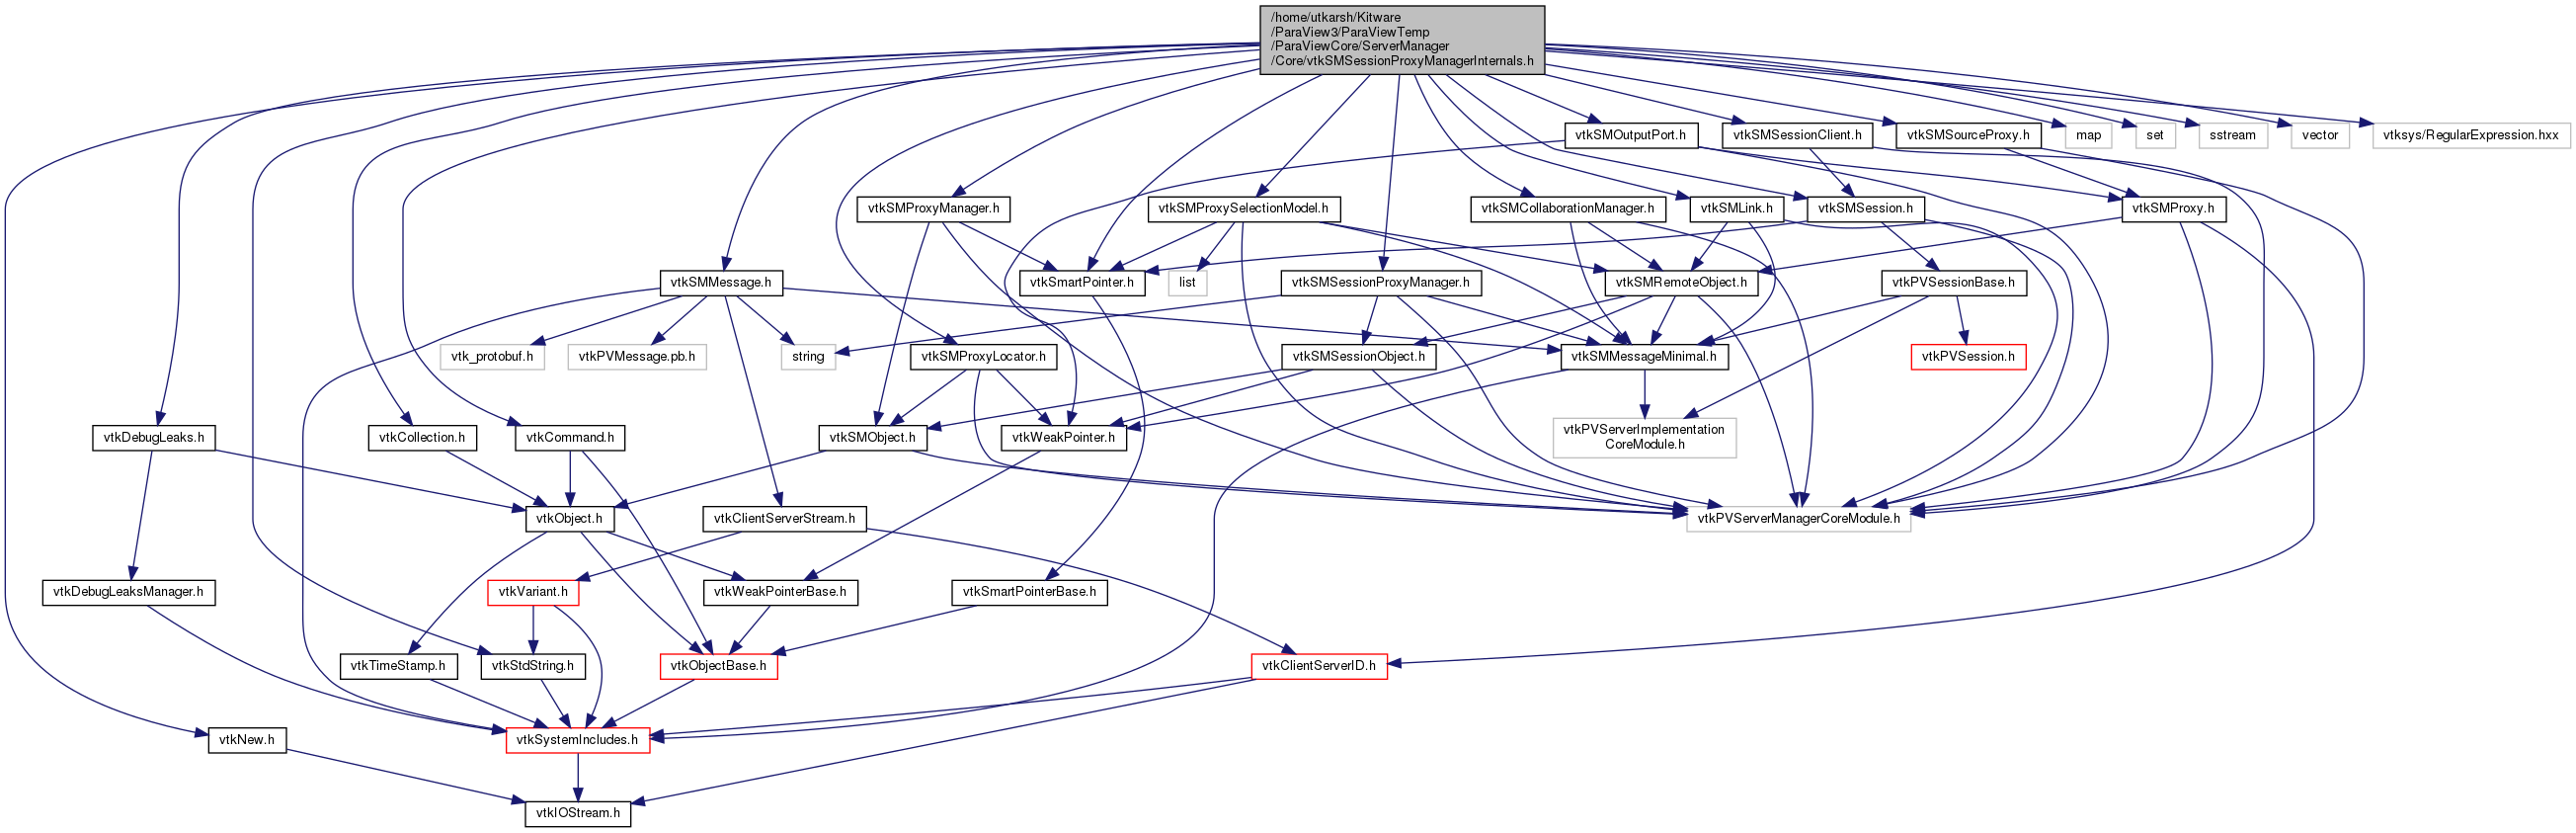 /home/utkarsh/Kitware
/ParaView3/ParaViewTemp
/ParaViewCore/ServerManager
/Core/vtkSMSessionProxyManagerInternals.h
vtkSMOutputPort.h
vtkSMSessionClient.h
vtkSMSourceProxy.h
map
set
sstream
vector
vtksys/RegularExpression.hxx
vtkSMProxyManager.h
vtkSMProxySelectionModel.h
vtkSMCollaborationManager.h
vtkSMLink.h
vtkSMSession.h
vtkSMProxy.h
vtkSMMessage.h
vtkSmartPointer.h
list
vtkSMSessionProxyManager.h
vtkSMRemoteObject.h
vtkPVSessionBase.h
vtk_protobuf.h
vtkPVMessage.pb.h
string
vtkSMProxyLocator.h
vtkSMSessionObject.h
vtkSMMessageMinimal.h
vtkPVSession.h
vtkDebugLeaks.h
vtkCollection.h
vtkCommand.h
vtkSMObject.h
vtkWeakPointer.h
vtkPVServerImplementation
CoreModule.h
vtkObject.h
vtkClientServerStream.h
vtkPVServerManagerCoreModule.h
vtkDebugLeaksManager.h
vtkVariant.h
vtkWeakPointerBase.h
vtkSmartPointerBase.h
vtkTimeStamp.h
vtkStdString.h
vtkObjectBase.h
vtkClientServerID.h
vtkNew.h
vtkSystemIncludes.h
vtkIOStream.h